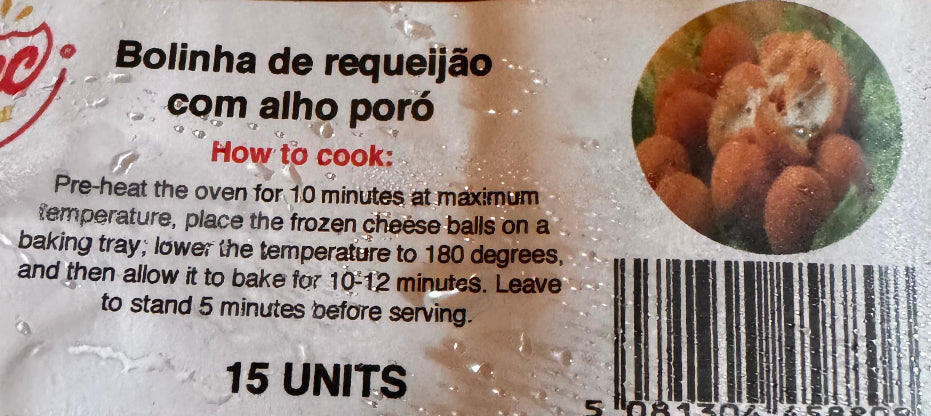 Bolinha de requeijão
com alho poró
How to cook:
Pre-heat the oven for 10 minutes at maximum
temperature, place the frozen cheese balls on a
baking tray; lower the temperature to 180 degrees,
and then allow it to bake for 10-12 minutes. Leave
to stand 5 minutes before serving.
15 UNITS